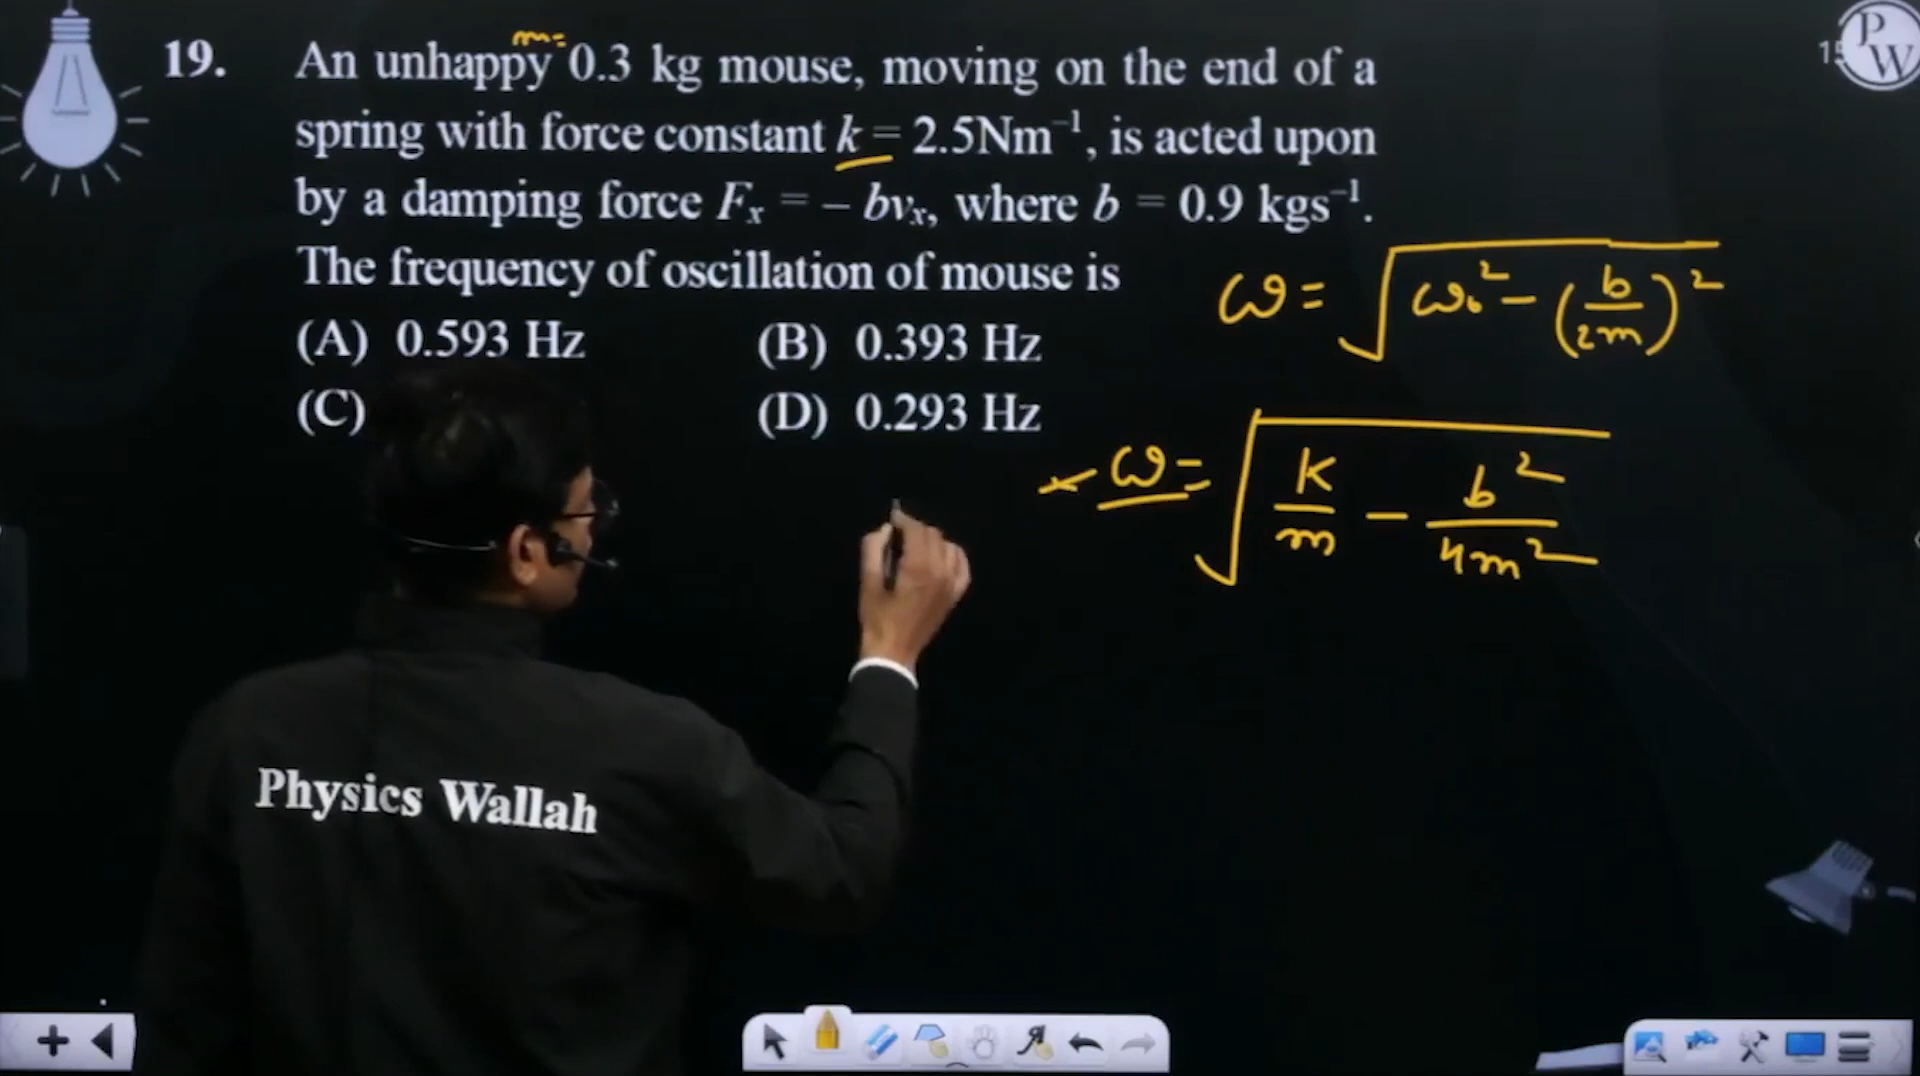 m=
19. An unhappy 0.3 kg mouse, moving on the end of a
spring with force constant k = 2.5Nm⁻¹, is acted upon
by a damping force Fₓ = – bvₓ, where b = 0.9 kgs⁻¹.
The frequency of oscillation of mouse is
(A) 0.593 Hz (B) 0.393 Hz
(C) (D) 0.293 Hz
ω = √(ω₀² – (b/2m)²)
ω = √(K/m – b²/4m²)
Physics Wallah
PW